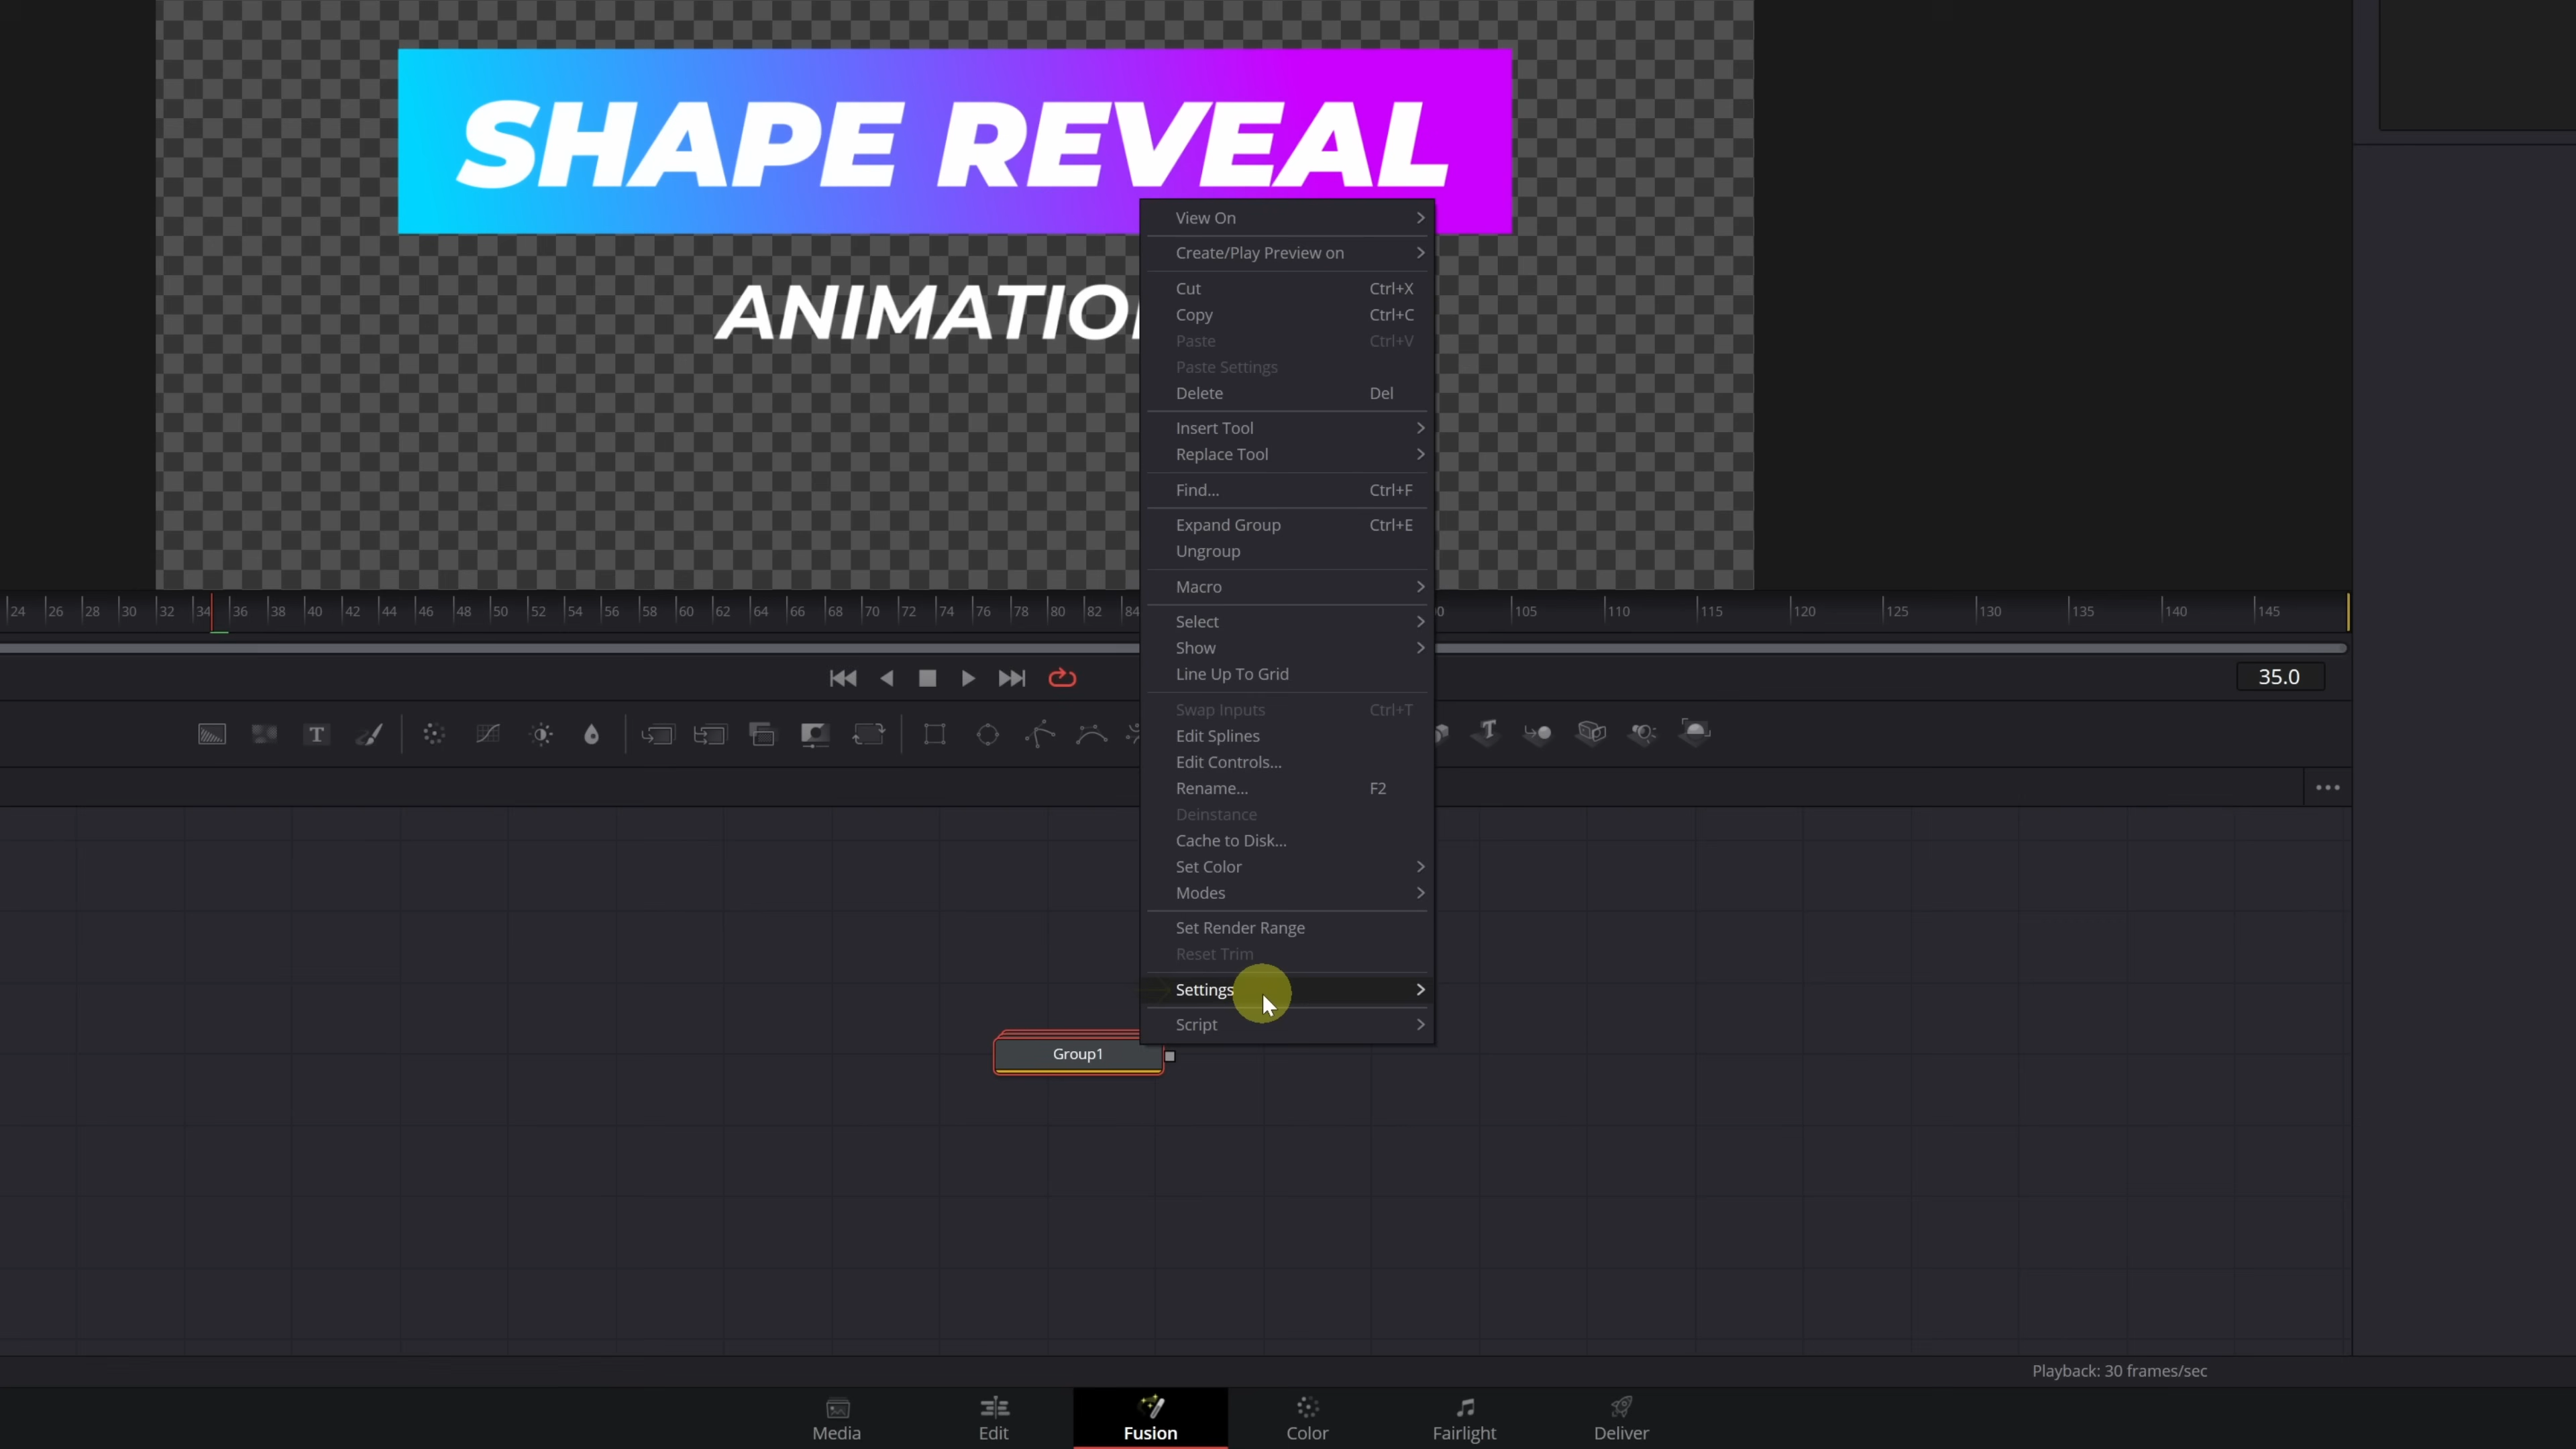 SHAPE REVEAL
ANIMATIO
View On
Create/Play Preview on
Cut Ctrl+X
Copy Ctrl+C
Paste Ctrl+V
Paste Settings
Delete Del
Insert Tool
Replace Tool
Find... Ctrl+F
Expand Group Ctrl+E
Ungroup
Macro
Select
Show
Line Up To Grid
Swap Inputs Ctrl+T
Edit Splines
Edit Controls...
Rename... F2
Deinstance
Cache to Disk...
Set Color
Modes
Set Render Range
Reset Trim
Settings
Script
24 26 28 30 32 34 36 38 40 42 44 46 48 50 52 54 56 58 60 62 64 66 68 70 72 74 76 78 80 82 84 105 110 115 120 125 130 135 140 145
35.0
T T
Group1
Playback: 30 frames/sec
Media Edit Fusion Color Fairlight Deliver